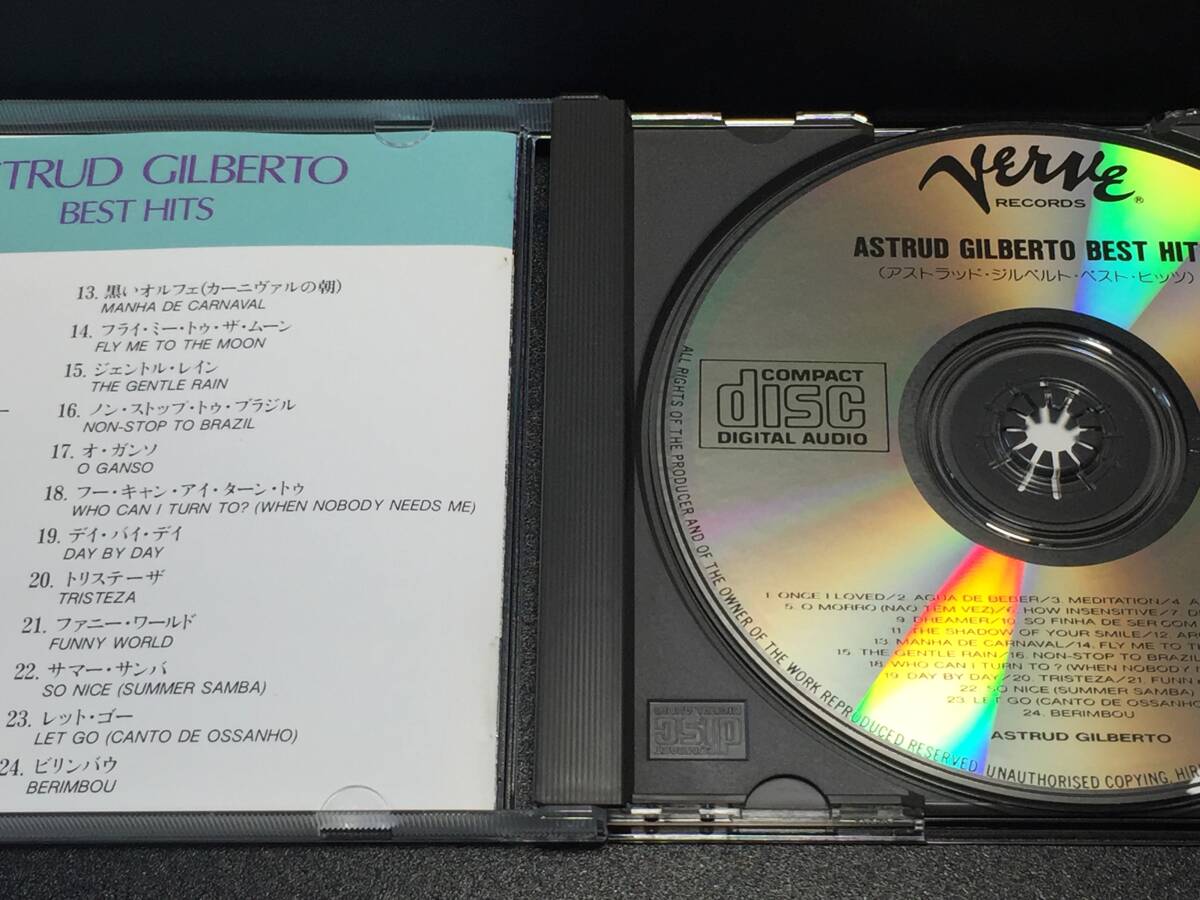 TRUD GILBERTO
BEST HITS
13. 黒いオルフェ(カーニヴァルの朝)
MANHA DE CARNAVAL
14. フライ・ミー・トゥ・ザ・ムーン
FLY ME TO THE MOON
15. ジェントル・レイン
THE GENTLE RAIN
16. ノン・ストップ・トゥ・ブラジル
NON-STOP TO BRAZIL
17. オ・ガンソ
O GANSO
18. フー・キャン・アイ・ターン・トゥ
WHO CAN I TURN TO? (WHEN NOBODY NEEDS ME)
19. デイ・バイ・デイ
DAY BY DAY
20. トリステーザ
TRISTEZA
21. ファニー・ワールド
FUNNY WORLD
22. サマー・サンバ
SO NICE (SUMMER SAMBA)
23. レット・ゴー
LET GO (CANTO DE OSSANHO)
24. ビリンバウ
BERIMBOU
VERVE
RECORDS
®
ASTRUD GILBERTO BEST HIT
(アストラッド・ジルベルト・ベスト・ヒッツ)
COMPACT
disc
DIGITAL AUDIO
1 ONCE I LOVED/2. AGUA DE BEBER/3. MEDITATION/4. A
5. O MORRO (NAO TEM VEZ)/6. HOW INSENSITIVE/7. D
9. DREAMER/10. SO FINHA DE SER COM
11. THE SHADOW OF YOUR SMILE/12. ARU
13. MANHA DE CARNAVAL/14. FLY ME TO TH
15. THE GENTLE RAIN/16. NON-STOP TO BRAZIL
18. WHO CAN I TURN TO? (WHEN NOBODY N
19. DAY BY DAY/20. TRISTEZA/21. FUNN
22. SO NICE (SUMMER SAMBA)
23. LET GO (CANTO DE OSSANHO
24. BERIMBOU
ASTRUD GILBERTO
ALL RIGHTS OF THE PRODUCER AND OF THE OWNER OF THE WORK REPRODUCED RESERVED. UNAUTHORISED COPYING, HIR